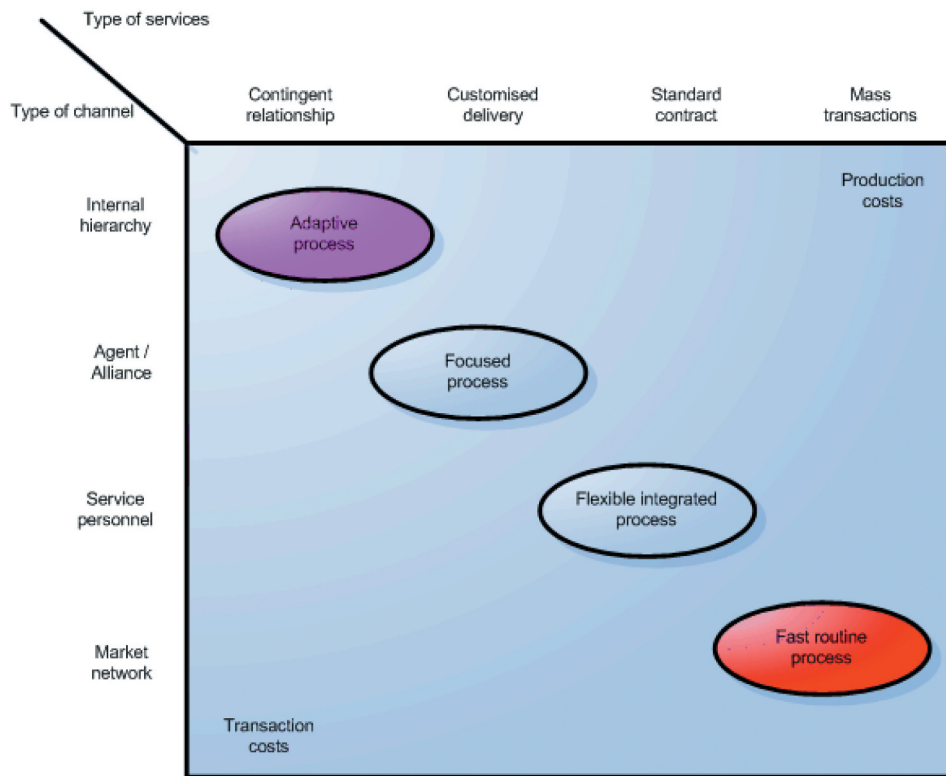 Type of services
Type of channel
Contingent
relationship
Customised
delivery
Standard
contract
Mass
transactions
Production
costs
Internal
hierarchy
Adaptive
process
Agent /
Alliance
Focused
process
Service
personnel
Flexible integrated
process
Market
network
Fast routine
process
Transaction
costs